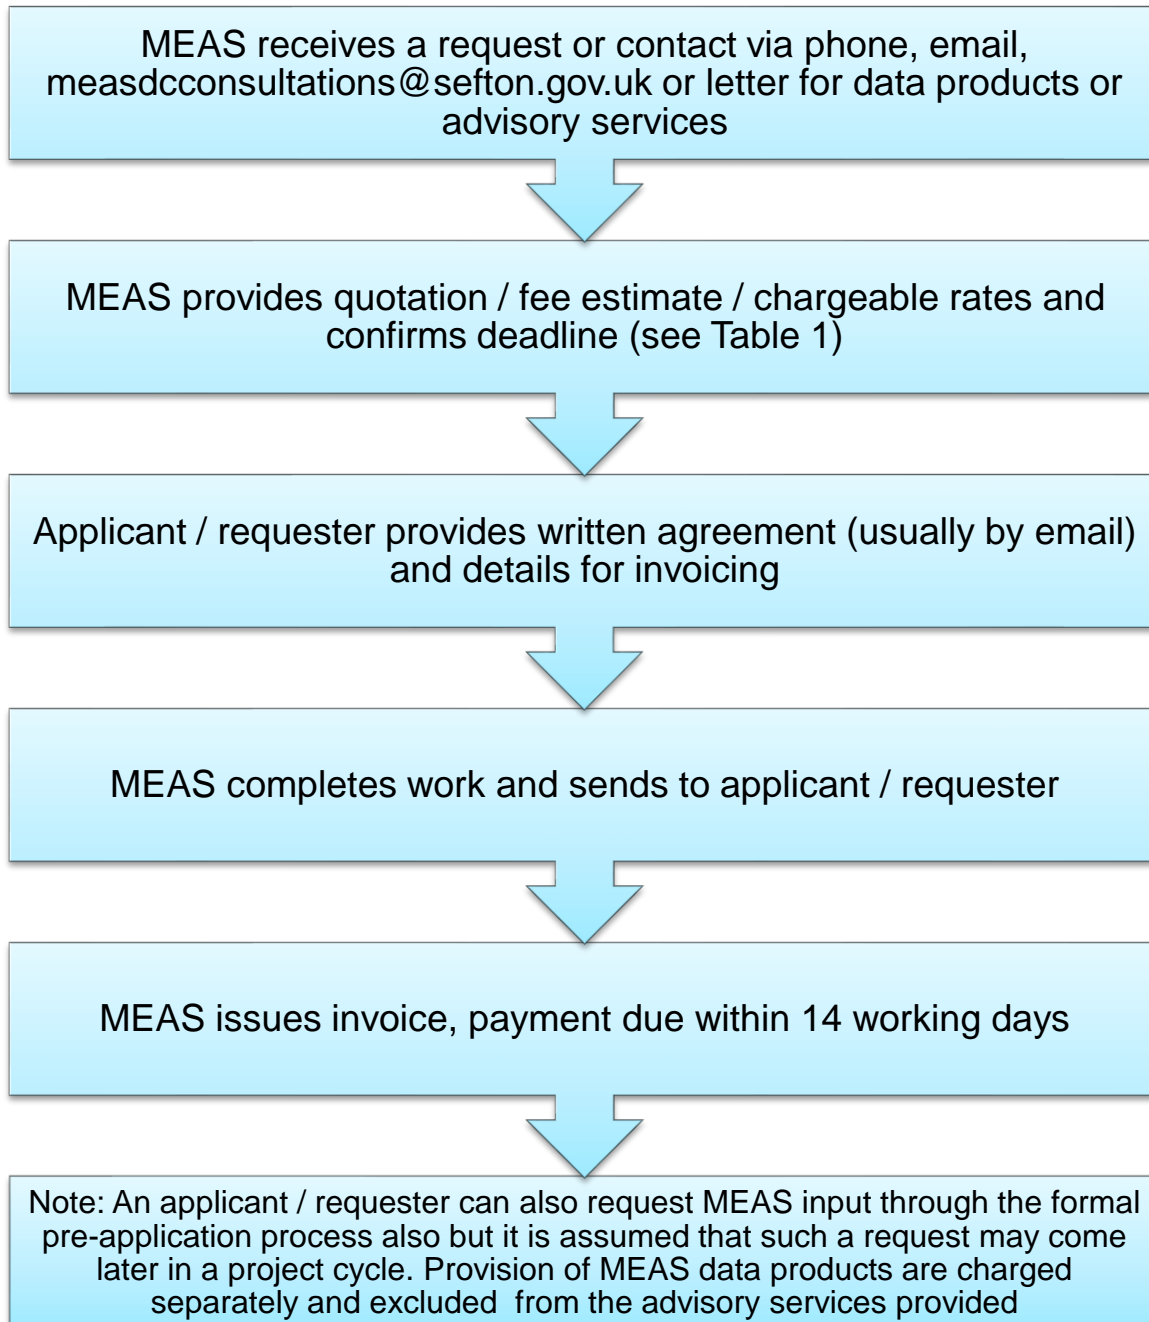 MEAS receives a request or contact via phone, email,
measdcconsultations@sefton.gov.uk or letter for data products or
advisory services
MEAS provides quotation / fee estimate / chargeable rates and
confirms deadline (see Table 1)
Applicant / requester provides written agreement (usually by email)
and details for invoicing
MEAS completes work and sends to applicant / requester
MEAS issues invoice, payment due within 14 working days
Note: An applicant / requester can also request MEAS input through the formal
pre-application process also but it is assumed that such a request may come
later in a project cycle. Provision of MEAS data products are charged
separately and excluded  from the advisory services provided